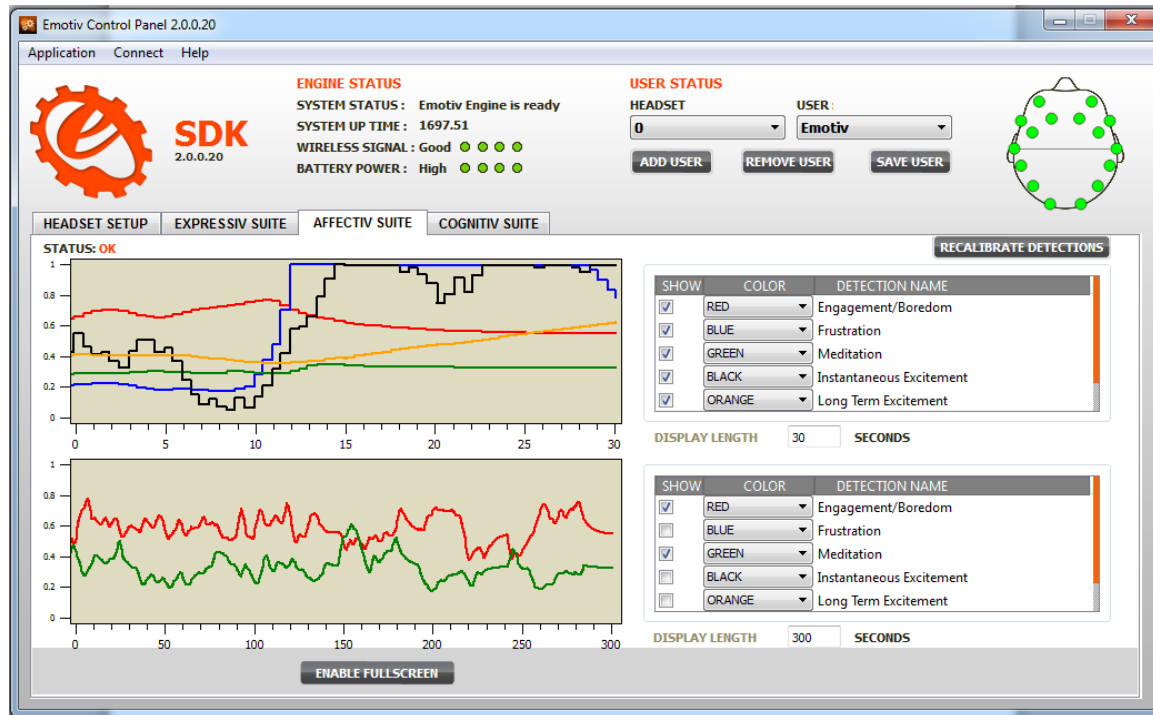 Emotiv Control Panel 2.0.0.20
Application Connect Help
SDK
2.0.0.20
ENGINE STATUS
SYSTEM STATUS : Emotiv Engine is ready
SYSTEM UP TIME : 1697.51
WIRELESS SIGNAL : Good
BATTERY POWER : High
USER STATUS
HEADSET USER :
0 Emotiv
ADD USER REMOVE USER SAVE USER
HEADSET SETUP EXPRESSIV SUITE AFFECTIV SUITE COGNITIV SUITE
STATUS: OK
RECALIBRATE DETECTIONS
1
0.8
0.6
0.4
0.2
0
0 5 10 15 20 25 30
SHOW COLOR DETECTION NAME
RED Engagement/Boredom
BLUE Frustration
GREEN Meditation
BLACK Instantaneous Excitement
ORANGE Long Term Excitement
DISPLAY LENGTH 30 SECONDS
1
0.8
0.6
0.4
0.2
0
0 50 100 150 200 250 300
SHOW COLOR DETECTION NAME
RED Engagement/Boredom
BLUE Frustration
GREEN Meditation
BLACK Instantaneous Excitement
ORANGE Long Term Excitement
DISPLAY LENGTH 300 SECONDS
ENABLE FULLSCREEN